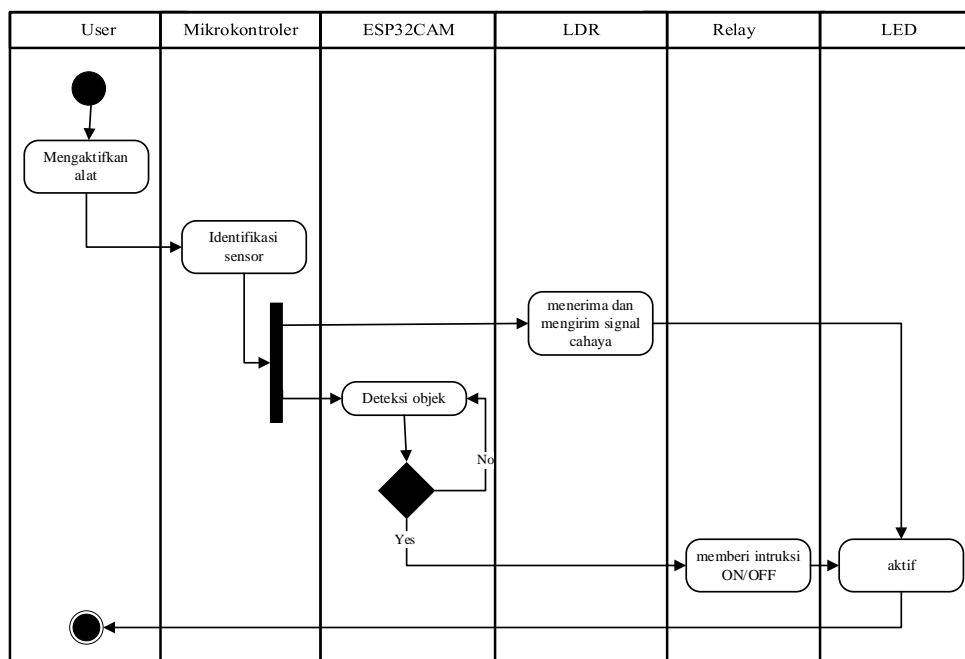 User
Mikrokontroler
ESP32CAM
LDR
Relay
LED
Mengaktifkan
alat
Identifikasi
sensor
menerima dan
mengirim signal
cahaya
Deteksi objek
No
Yes
memberi intruksi
ON/OFF
aktif